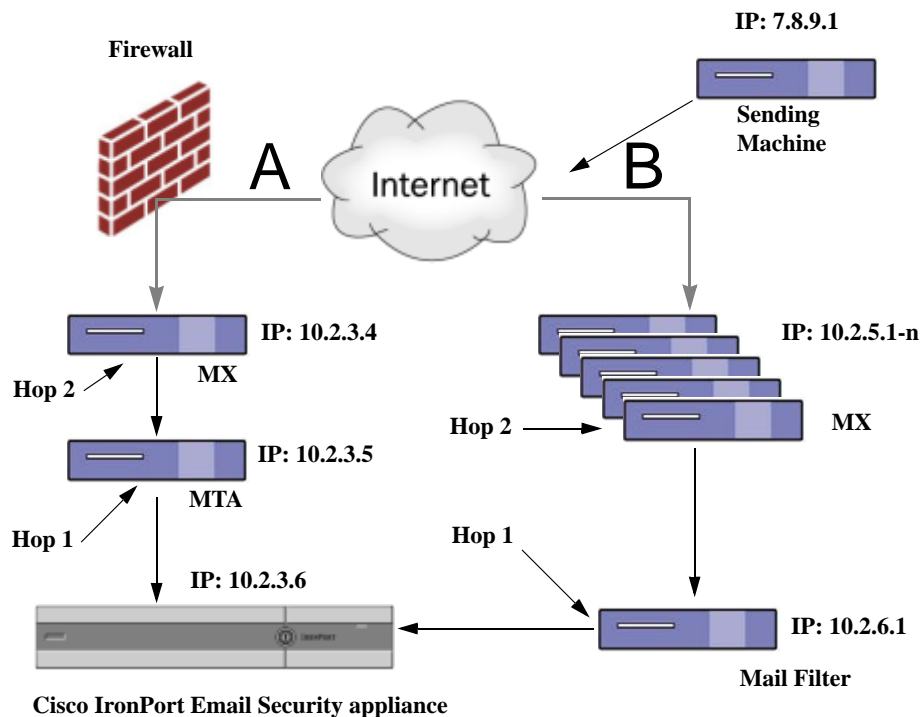 IP: 7.8.9.1
Firewall
Sending
Machine
A
Internet
B
IP: 10.2.3.4
IP: 10.2.5.1-n
Hop 2
MX
Hop 2
MX
IP: 10.2.3.5
MTA
Hop 1
Hop 1
IP: 10.2.3.6
IRONPORT
IP: 10.2.6.1
Mail Filter
Cisco IronPort Email Security appliance